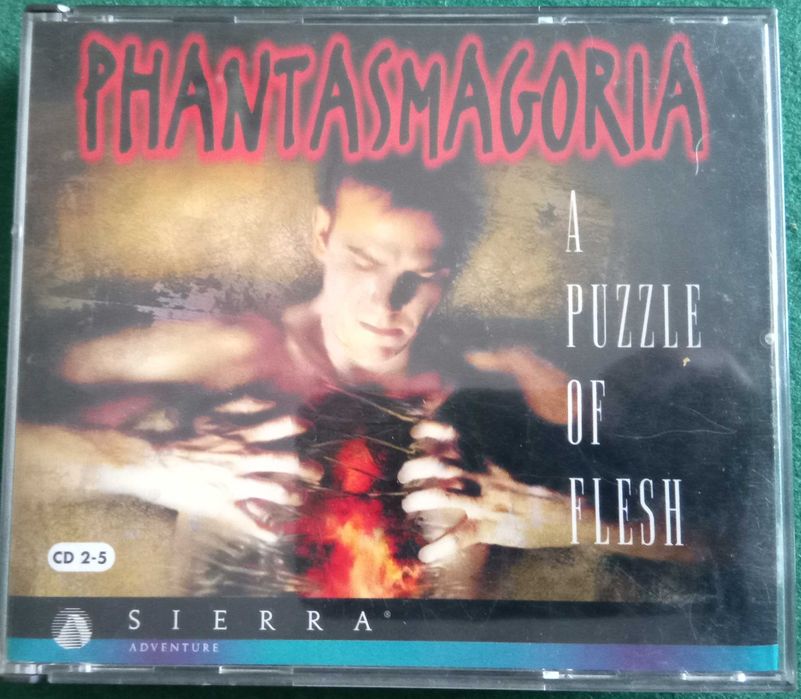 PHANTASMAGORIA
A
PUZZLE
OF
FLESH
CD 2-5
SIERRA®
ADVENTURE